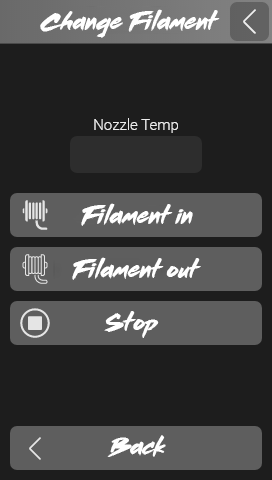 Change Filament
Nozzle Temp
Filament in
Filament out
Stop
Back